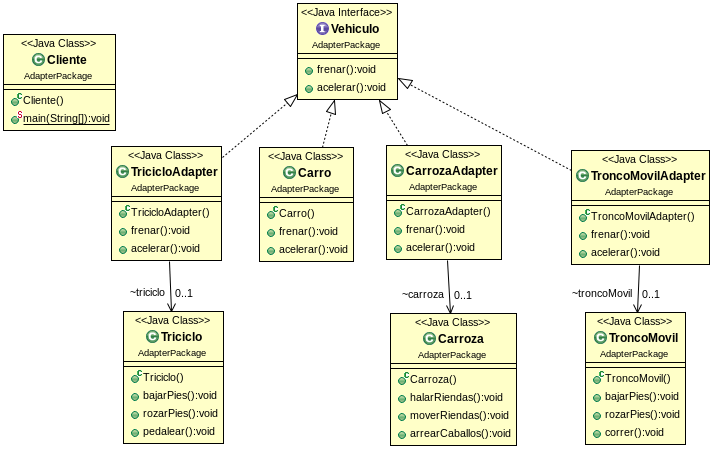 <<Java Class>>
Cliente
AdapterPackage
Cliente()
main(String[]):void
<<Java Interface>>
Vehiculo
AdapterPackage
frenar():void
acelerar():void
<<Java Class>>
TricicloAdapter
AdapterPackage
TricicloAdapter()
frenar():void
acelerar():void
<<Java Class>>
Carro
AdapterPackage
Carro()
frenar():void
acelerar():void
<<Java Class>>
CarrozaAdapter
AdapterPackage
CarrozaAdapter()
frenar():void
acelerar():void
<<Java Class>>
TroncoMovilAdapter
AdapterPackage
TroncoMovilAdapter()
frenar():void
acelerar():void
~triciclo 0..1
~carroza 0..1
~troncoMovil 0..1
<<Java Class>>
Triciclo
AdapterPackage
Triciclo()
bajarPies():void
rozarPies():void
pedalear():void
<<Java Class>>
Carroza
AdapterPackage
Carroza()
halarRiendas():void
moverRiendas():void
arrearCaballos():void
<<Java Class>>
TroncoMovil
AdapterPackage
TroncoMovil()
bajarPies():void
rozarPies():void
correr():void